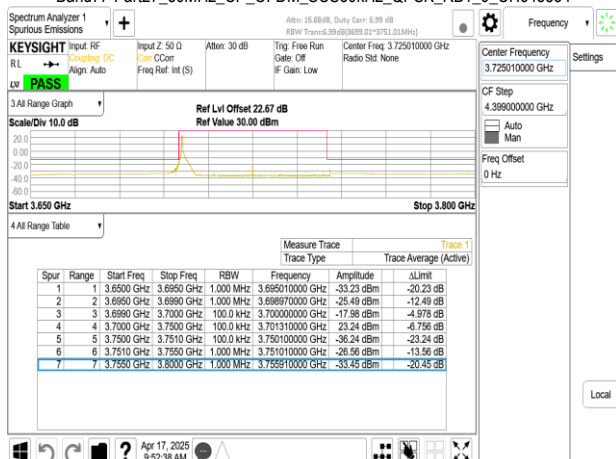 Spectrum Analyzer 1
Spurious Emissions
Attn: 15.68dB, Duty Corr: 6.99 dB
RBW Trans:6.99dB(3699.01~3751.01MHz)
Frequency
KEYSIGHT
Input: RF
Coupling: DC
Align: Auto
Input Z: 50 Ω
Corr CCorr
Freq Ref: Int (S)
Atten: 30 dB
Trig: Free Run
Gate: Off
IF Gain: Low
Center Freq: 3.725010000 GHz
Radio Std: None
RL
LXI PASS
Center Frequency
3.725010000 GHz
Settings
CF Step
4.399000000 GHz
Auto
Man
Freq Offset
0 Hz
3 All Range Graph
Scale/Div 10.0 dB
Ref Lvl Offset 22.67 dB
Ref Value 30.00 dBm
20.0
0.00
-20.0
-40.0
-60.0
Start 3.650 GHz
Stop 3.800 GHz
4 All Range Table
Measure Trace Trace 1
Trace Type Trace Average (Active)
Spur Range Start Freq Stop Freq RBW Frequency Amplitude ΔLimit
1 1 3.6500 GHz 3.6950 GHz 1.000 MHz 3.695010000 GHz -33.23 dBm -20.23 dB
2 2 3.6950 GHz 3.6990 GHz 1.000 MHz 3.698970000 GHz -25.49 dBm -12.49 dB
3 3 3.6990 GHz 3.7000 GHz 100.0 kHz 3.700000000 GHz -17.98 dBm -4.978 dB
4 4 3.7000 GHz 3.7500 GHz 100.0 kHz 3.701310000 GHz 23.24 dBm -6.756 dB
5 5 3.7500 GHz 3.7510 GHz 100.0 kHz 3.750100000 GHz -36.24 dBm -23.24 dB
6 6 3.7510 GHz 3.7550 GHz 1.000 MHz 3.751010000 GHz -26.56 dBm -13.56 dB
7 7 3.7550 GHz 3.8000 GHz 1.000 MHz 3.755910000 GHz -33.45 dBm -20.45 dB
Local
?
Apr 17, 2025
9:52:38 AM